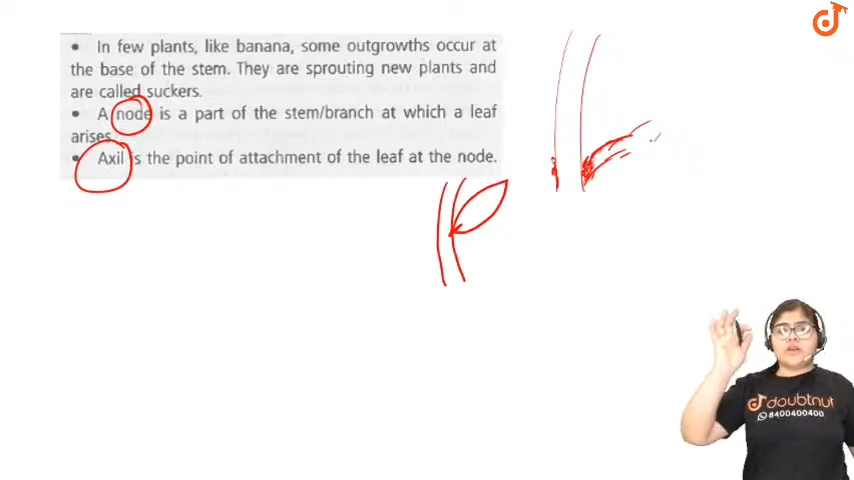 • In few plants, like banana, some outgrowths occur at
the base of the stem. They are sprouting new plants and
are called suckers.
• A node is a part of the stem/branch at which a leaf
arises.
• Axil is the point of attachment of the leaf at the node.
doubtnut
8400400400